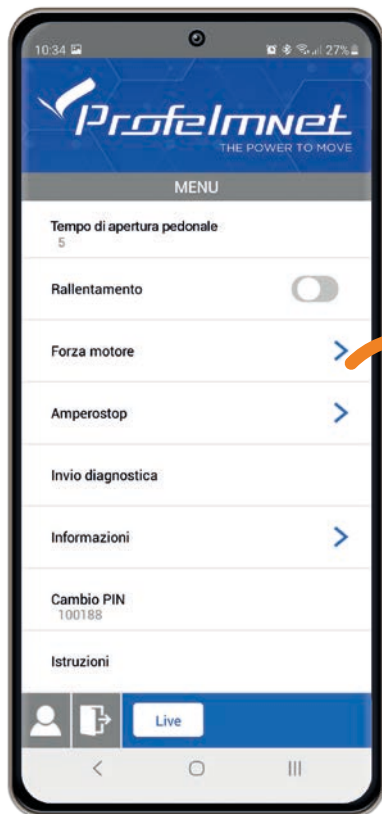 10:34 27%
Profelmnet
THE POWER TO MOVE
MENU
Tempo di apertura pedonale
5
Rallentamento
Forza motore
Amperostop
Invio diagnostica
Informazioni
Cambio PIN
100188
Istruzioni
Live